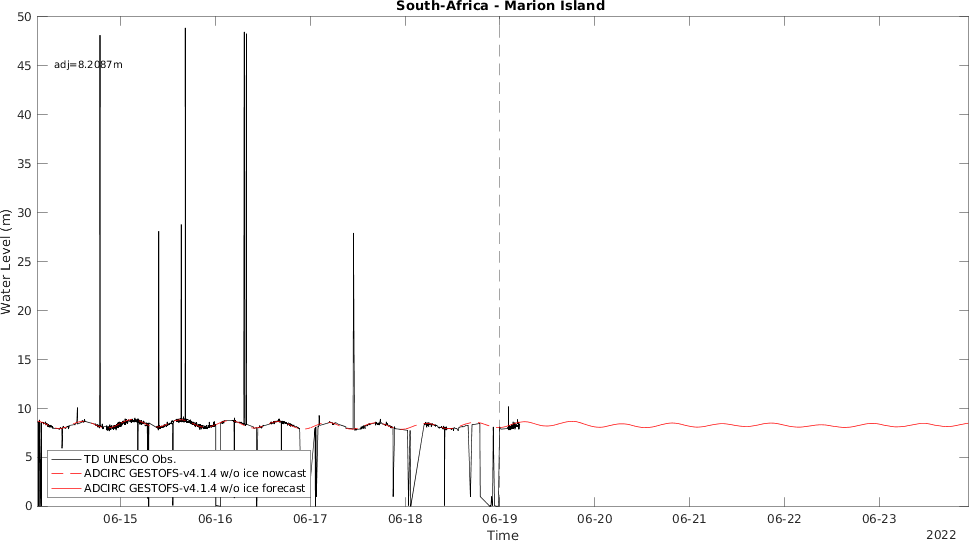 South-Africa - Marion Island
50
45
40
35
30
25
20
15
10
5
0
Water Level (m)
adj=8.2087m
TD UNESCO Obs.
ADCIRC GESTOFS-v4.1.4 w/o ice nowcast
ADCIRC GESTOFS-v4.1.4 w/o ice forecast
06-15 06-16 06-17 06-18 06-19 06-20 06-21 06-22 06-23
Time
2022